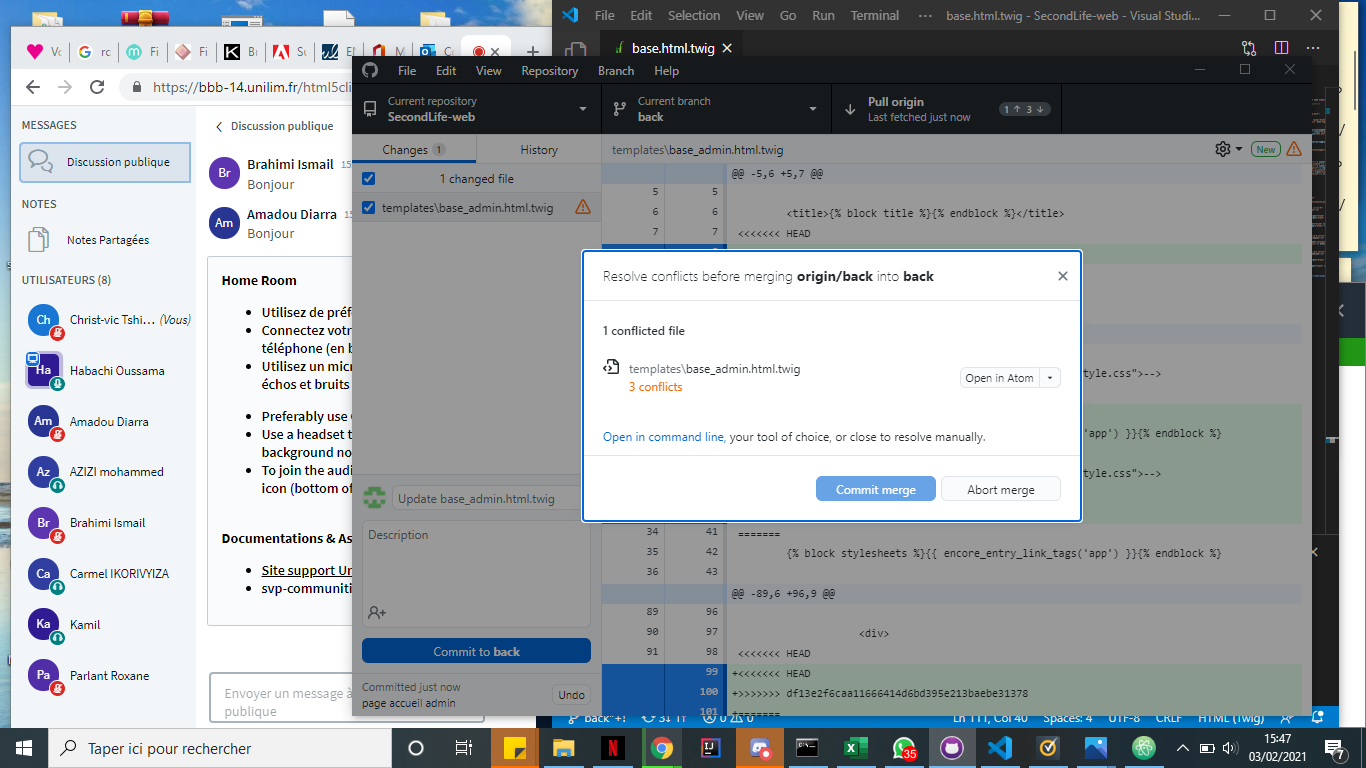 File Edit Selection View Go Run Terminal ··· base.html.twig - SecondLife-web - Visual Studi...
base.html.twig
https://bbb-14.unilim.fr/html5cli
MESSAGES
Discussion publique
NOTES
Notes Partagées
UTILISATEURS (8)
Ch Christ-vic Tshi... (Vous)
Ha Habachi Oussama
Am Amadou Diarra
Az AZIZI mohammed
Br Brahimi Ismail
Ca Carmel IKORIVYIZA
Ka Kamil
Pa Parlant Roxane
Discussion publique
Br Brahimi Ismail 15
Bonjour
Am Amadou Diarra 15
Bonjour
Home Room
Utilisez de préf
Connectez votr
téléphone (en b
Utilisez un micr
échos et bruits
Preferably use
Use a headset t
background no
To join the audi
icon (bottom of
Documentations & As
Site support Un
svp-communiti
Envoyer un message à
publique
File Edit View Repository Branch Help
Current repository
SecondLife-web
Current branch
back
Pull origin
Last fetched just now
1 3
Changes 1 History
1 changed file
templates\base_admin.html.twig
Update base_admin.html.twig
Description
Commit to back
Committed just now
page accueil admin
Undo
templates\base_admin.html.twig New
@@ -5,6 +5,7 @@
5 5
6 6 <title>{% block title %}{% endblock %}</title>
7 7 <<<<<<< HEAD
tyle.css">-->
'app') }}{% endblock %}
tyle.css">-->
34 41 =======
35 42 {% block stylesheets %}{{ encore_entry_link_tags('app') }}{% endblock %}
36 43
@@ -89,6 +96,9 @@
89 96
90 97 <div>
91 98 <<<<<<< HEAD
99 +<<<<<<< HEAD
100 +>>>>>>> df13e2f6caa11666414d6bd395e213baebe31378
101 +=======
Resolve conflicts before merging origin/back into back
1 conflicted file
templates\base_admin.html.twig
3 conflicts
Open in Atom
Open in command line, your tool of choice, or close to resolve manually.
Commit merge Abort merge
back*+! 3↓ 1↑ 0 0 Ln 111, Col 40 Spaces: 4 UTF-8 CRLF HTML (Twig)
Taper ici pour rechercher
35
15:47
03/02/2021
7